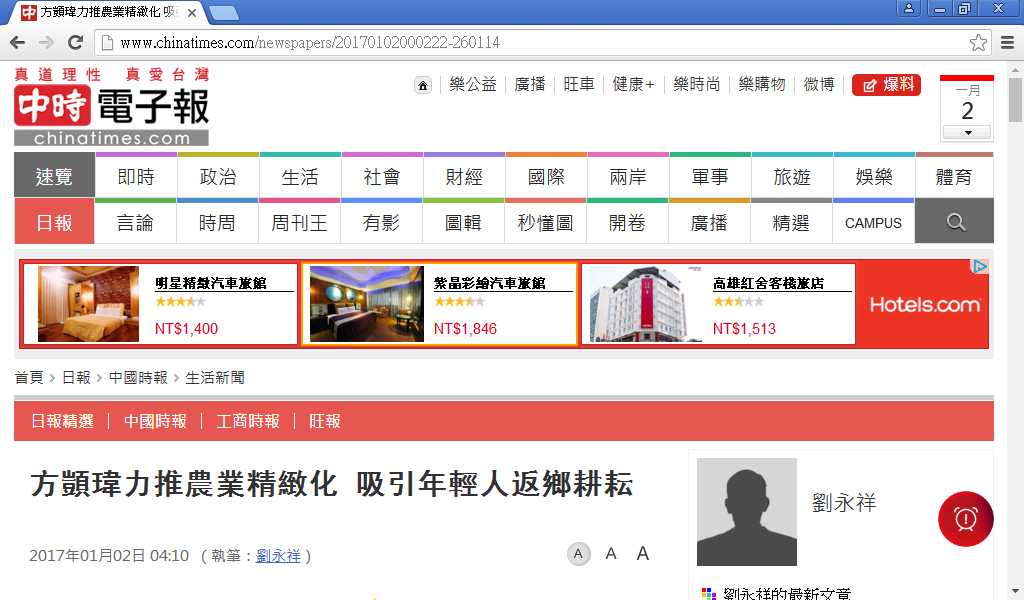 方顗瑋力推農業精緻化 吸
www.chinatimes.com/newspapers/20170102000222-260114
真道理性 真愛台灣
中時電子報
chinatimes.com
樂公益 廣播 旺車 健康+ 樂時尚 樂購物 微博 爆料
一月
2
速覽 即時 政治 生活 社會 財經 國際 兩岸 軍事 旅遊 娛樂 體育
日報 言論 時周 周刊王 有影 圖輯 秒懂圖 開卷 廣播 精選 CAMPUS
明星精緻汽車旅館
NT$1,400
紫晶彩繪汽車旅館
NT$1,846
高雄紅舍客棧旅店
NT$1,513
Hotels.com
首頁 > 日報 > 中國時報 > 生活新聞
日報精選 | 中國時報 | 工商時報 | 旺報
方顗瑋力推農業精緻化 吸引年輕人返鄉耕耘
2017年01月02日 04:10 (執筆:劉永祥)
A A A
劉永祥
劉永祥的最新文章